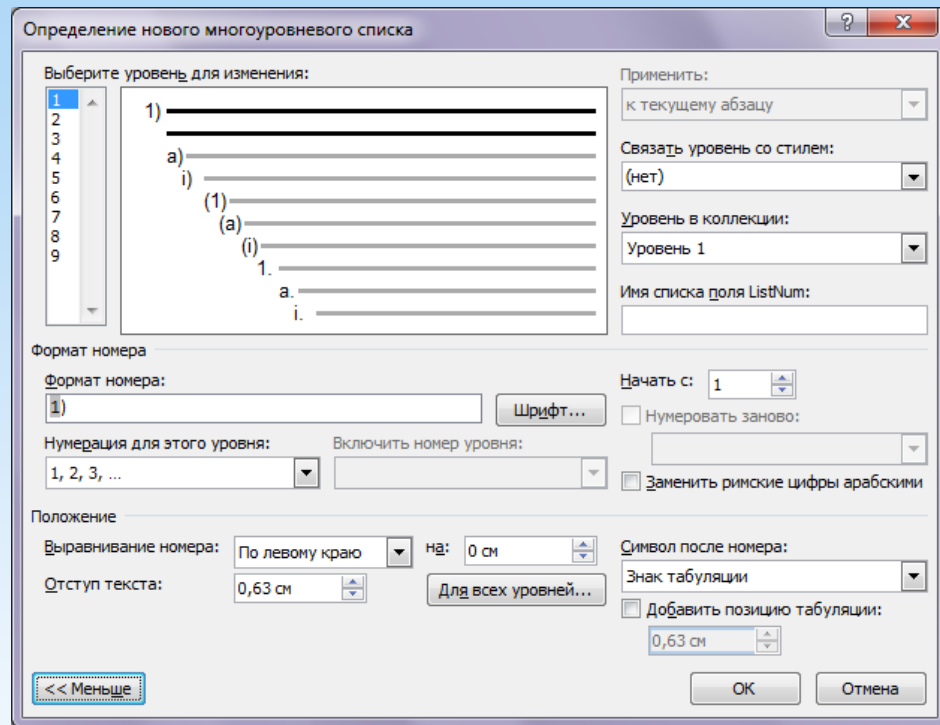 Определение нового многоуровневого списка
Выберите уровень для изменения:
1
2
3
4
5
6
7
8
9
1)
a)
i)
(1)
(a)
(i)
1.
a.
i.
Применить:
к текущему абзацу
Связать уровень со стилем:
(нет)
Уровень в коллекции:
Уровень 1
Имя списка поля ListNum:
Формат номера
Формат номера:
1)
Шрифт...
Нумерация для этого уровня:
1, 2, 3, ...
Включить номер уровня:
Начать с: 1
Нумеровать заново:
Заменить римские цифры арабскими
Положение
Выравнивание номера: По левому краю на: 0 см
Отступ текста: 0,63 см Для всех уровней...
Символ после номера:
Знак табуляции
Добавить позицию табуляции:
0,63 см
<< Меньше
ОК Отмена